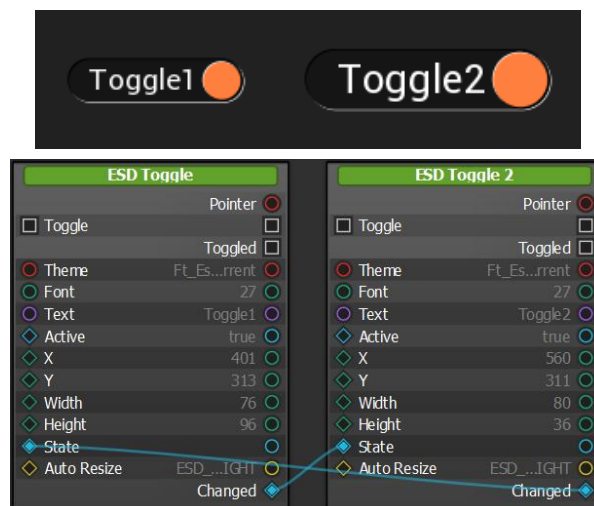 Toggle1 Toggle2
ESD Toggle ESD Toggle 2
Pointer Pointer
Toggle Toggle
Toggled Toggled
Theme Ft_Es...rrent Theme Ft_Es...rrent
Font 27 Font 27
Text Toggle1 Text Toggle2
Active true Active true
X 401 X 560
Y 313 Y 311
Width 76 Width 80
Height 96 Height 36
State State
Auto Resize ESD_...IGHT Auto Resize ESD_...IGHT
Changed Changed